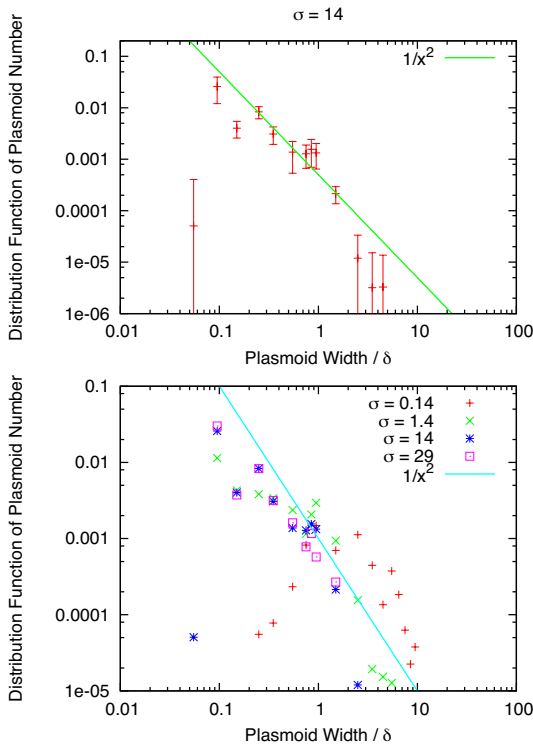 σ = 14
Distribution Function of Plasmoid Number
0.1
0.01
0.001
0.0001
1e-05
1e-06
1/x²
0.01
0.1
1
10
100
Plasmoid Width / δ
Distribution Function of Plasmoid Number
0.1
0.01
0.001
0.0001
1e-05
σ = 0.14
σ = 1.4
σ = 14
σ = 29
1/x²
0.01
0.1
1
10
100
Plasmoid Width / δ